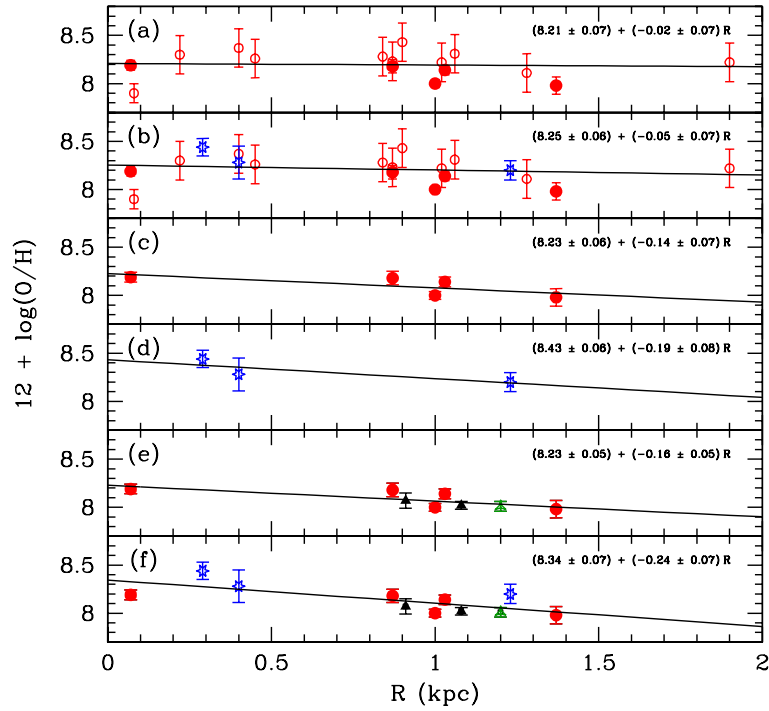 (a) (8.21 ± 0.07) + (−0.02 ± 0.07) R
8.5
8
(b) (8.25 ± 0.06) + (−0.05 ± 0.07) R
8.5
8
(c) (8.23 ± 0.06) + (−0.14 ± 0.07) R
8.5
8
(d) (8.43 ± 0.06) + (−0.19 ± 0.08) R
8.5
8
(e) (8.23 ± 0.05) + (−0.16 ± 0.05) R
8.5
8
(f) (8.34 ± 0.07) + (−0.24 ± 0.07) R
8.5
8
12 + log(O/H)
0 0.5 1 1.5 2
R (kpc)